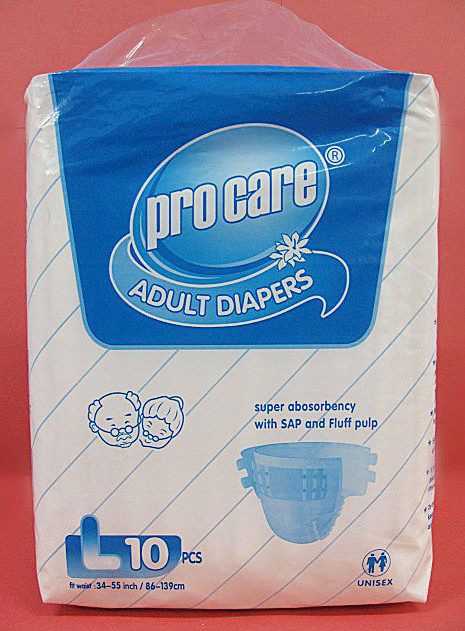 pro care ®
ADULT DIAPERS
super abosorbency
with SAP and Fluff pulp
L 10 PCS
fit waist :34-55 inch / 86-139cm
UNISEX